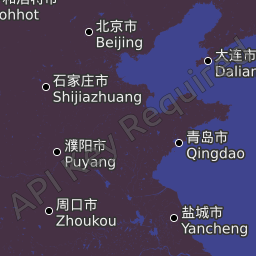 ohhot
北京市
Beijing
大连市
Dalian
石家庄市
Shijiazhuang
濮阳市
Puyang
青岛市
Qingdao
周口市
Zhoukou
盐城市
Yancheng
API Key Required